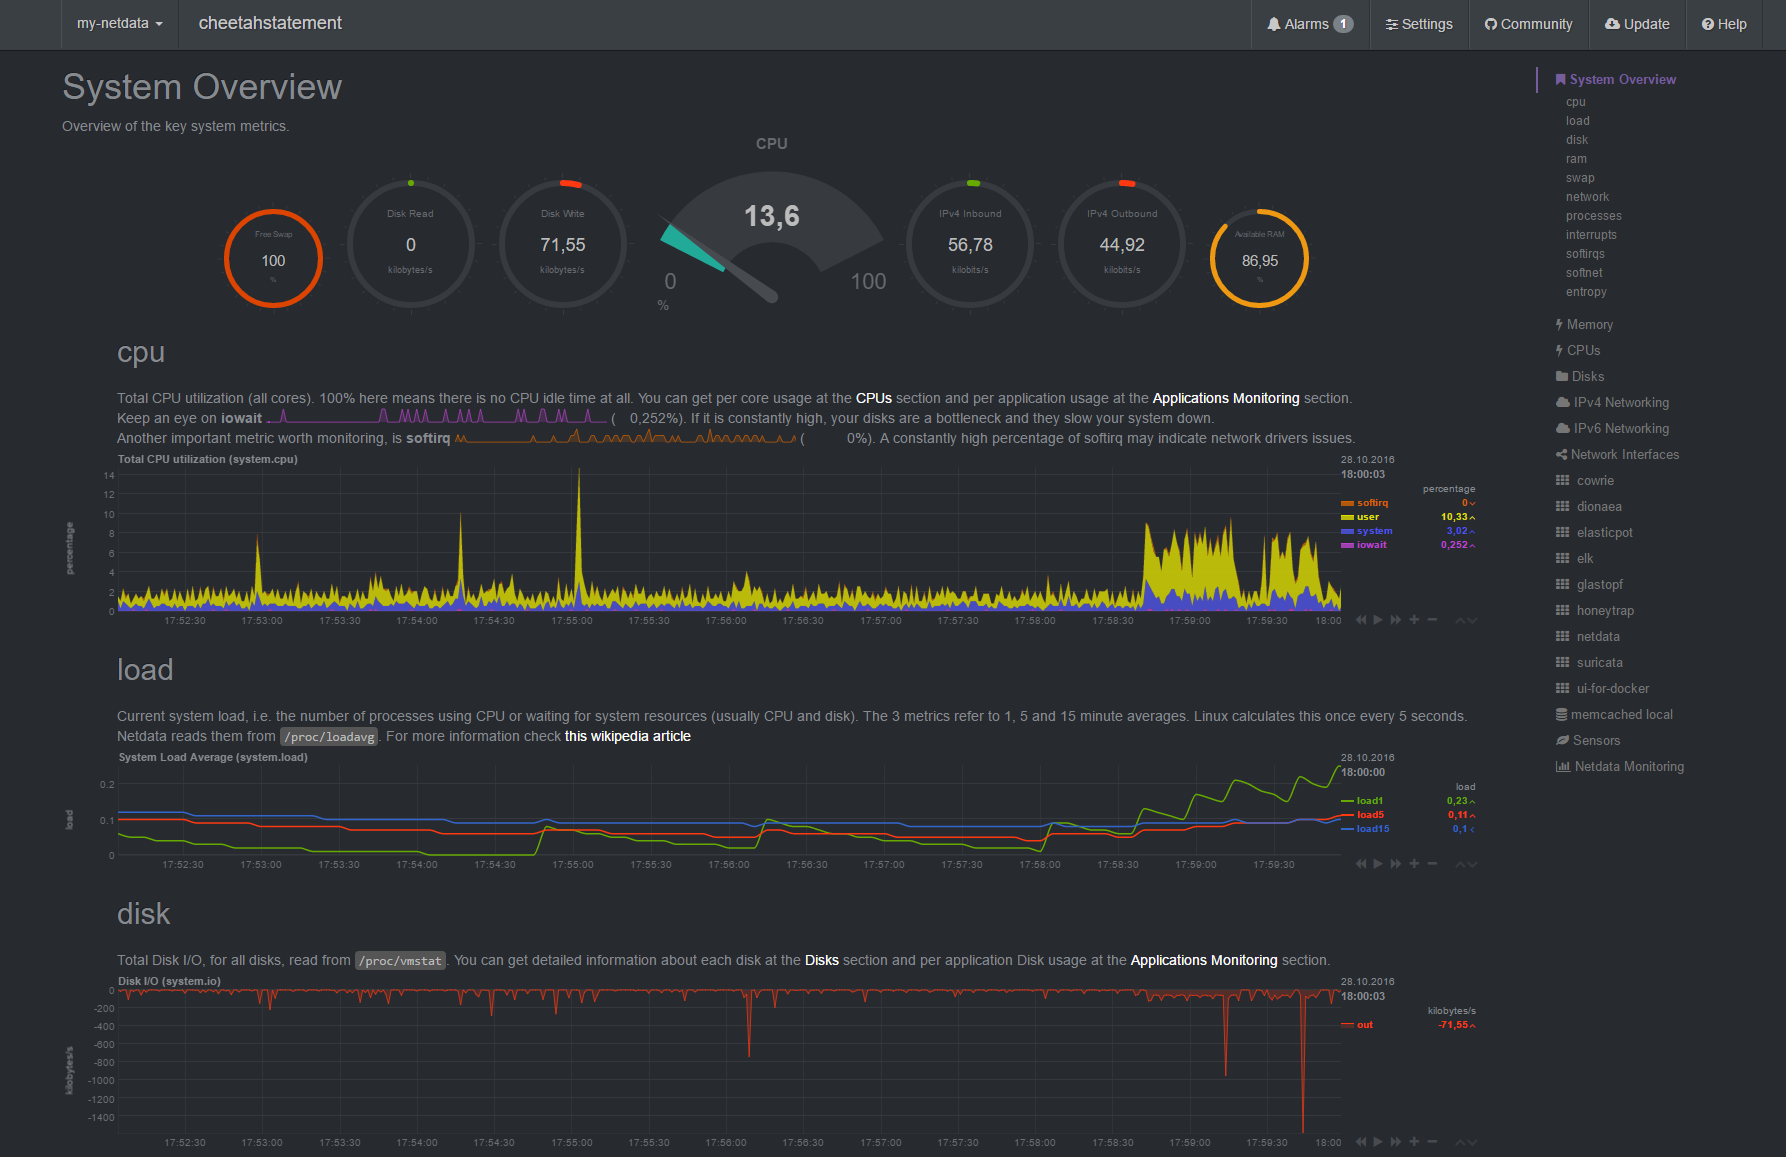 my-netdata
cheetahstatement
Alarms 1
Settings
Community
Update
Help
System Overview
Overview of the key system metrics.
Free Swap
100
%
Disk Read
0
kilobytes/s
Disk Write
71,55
kilobytes/s
CPU
13,6
0
100
%
IPv4 Inbound
56,78
kilobits/s
IPv4 Outbound
44,92
kilobits/s
Available RAM
86,95
%
cpu
Total CPU utilization (all cores). 100% here means there is no CPU idle time at all. You can get per core usage at the CPUs section and per application usage at the Applications Monitoring section.
Keep an eye on iowait ( 0,252%). If it is constantly high, your disks are a bottleneck and they slow your system down.
Another important metric worth monitoring, is softirq ( 0%). A constantly high percentage of softirq may indicate network drivers issues.
Total CPU utilization (system.cpu)
28.10.2016
18:00:03
percentage
softirq 0
user 10,33
system 3,02
iowait 0,252
percentage
14
12
10
8
6
4
2
0
17:52:30 17:53:00 17:53:30 17:54:00 17:54:30 17:55:00 17:55:30 17:56:00 17:56:30 17:57:00 17:57:30 17:58:00 17:58:30 17:59:00 17:59:30 18:00
load
Current system load, i.e. the number of processes using CPU or waiting for system resources (usually CPU and disk). The 3 metrics refer to 1, 5 and 15 minute averages. Linux calculates this once every 5 seconds.
Netdata reads them from /proc/loadavg. For more information check this wikipedia article
System Load Average (system.load)
28.10.2016
18:00:00
load
load1 0,23
load5 0,11
load15 0,1
load
0.2
0.1
0
17:52:30 17:53:00 17:53:30 17:54:00 17:54:30 17:55:00 17:55:30 17:56:00 17:56:30 17:57:00 17:57:30 17:58:00 17:58:30 17:59:00 17:59:30
disk
Total Disk I/O, for all disks, read from /proc/vmstat. You can get detailed information about each disk at the Disks section and per application Disk usage at the Applications Monitoring section.
Disk I/O (system.io)
28.10.2016
18:00:03
kilobytes/s
out -71,55
kilobytes/s
0
-200
-400
-600
-800
-1000
-1200
-1400
17:52:30 17:53:00 17:53:30 17:54:00 17:54:30 17:55:00 17:55:30 17:56:00 17:56:30 17:57:00 17:57:30 17:58:00 17:58:30 17:59:00 17:59:30 18:00
System Overview
cpu
load
disk
ram
swap
network
processes
interrupts
softirqs
softnet
entropy
Memory
CPUs
Disks
IPv4 Networking
IPv6 Networking
Network Interfaces
cowrie
dionaea
elasticpot
elk
glastopf
honeytrap
netdata
suricata
ui-for-docker
memcached local
Sensors
Netdata Monitoring